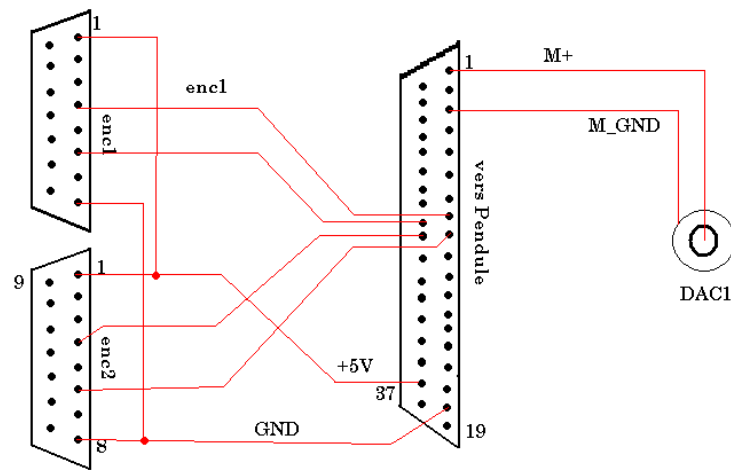 1
enc1
enc1
1
M+
M_GND
vers Pendule
DAC1
9
1
enc2
8
+5V
GND
37
19